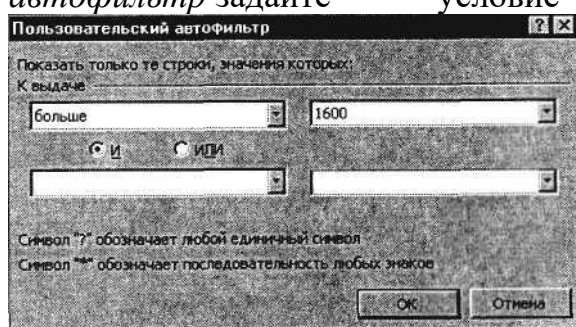 автофильтр задайте условие
Пользовательский автофильтр
Показать только те строки, значения которых:
К выдаче
больше 1600
И ИЛИ
Символ "?" обозначает любой единичный символ
Символ "*" обозначает последовательность любых знаков
ОК Отмена